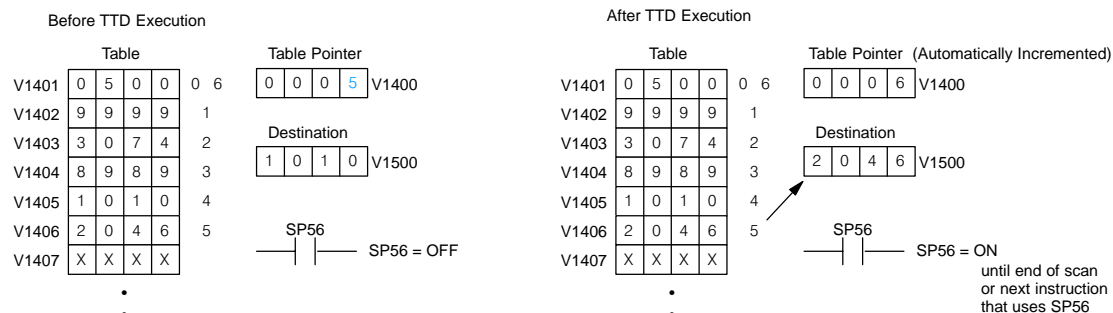 Before TTD Execution
Table
Table Pointer
V1401 0 5 0 0 0 6
0 0 0 5 V1400
V1402 9 9 9 9 1
V1403 3 0 7 4 2
Destination
V1404 8 9 8 9 3
1 0 1 0 V1500
V1405 1 0 1 0 4
V1406 2 0 4 6 5
SP56
SP56 = OFF
V1407 X X X X
After TTD Execution
Table
Table Pointer (Automatically Incremented)
V1401 0 5 0 0 0 6
0 0 0 6 V1400
V1402 9 9 9 9 1
V1403 3 0 7 4 2
Destination
V1404 8 9 8 9 3
2 0 4 6 V1500
V1405 1 0 1 0 4
V1406 2 0 4 6 5
SP56
SP56 = ON
V1407 X X X X
until end of scan
or next instruction
that uses SP56